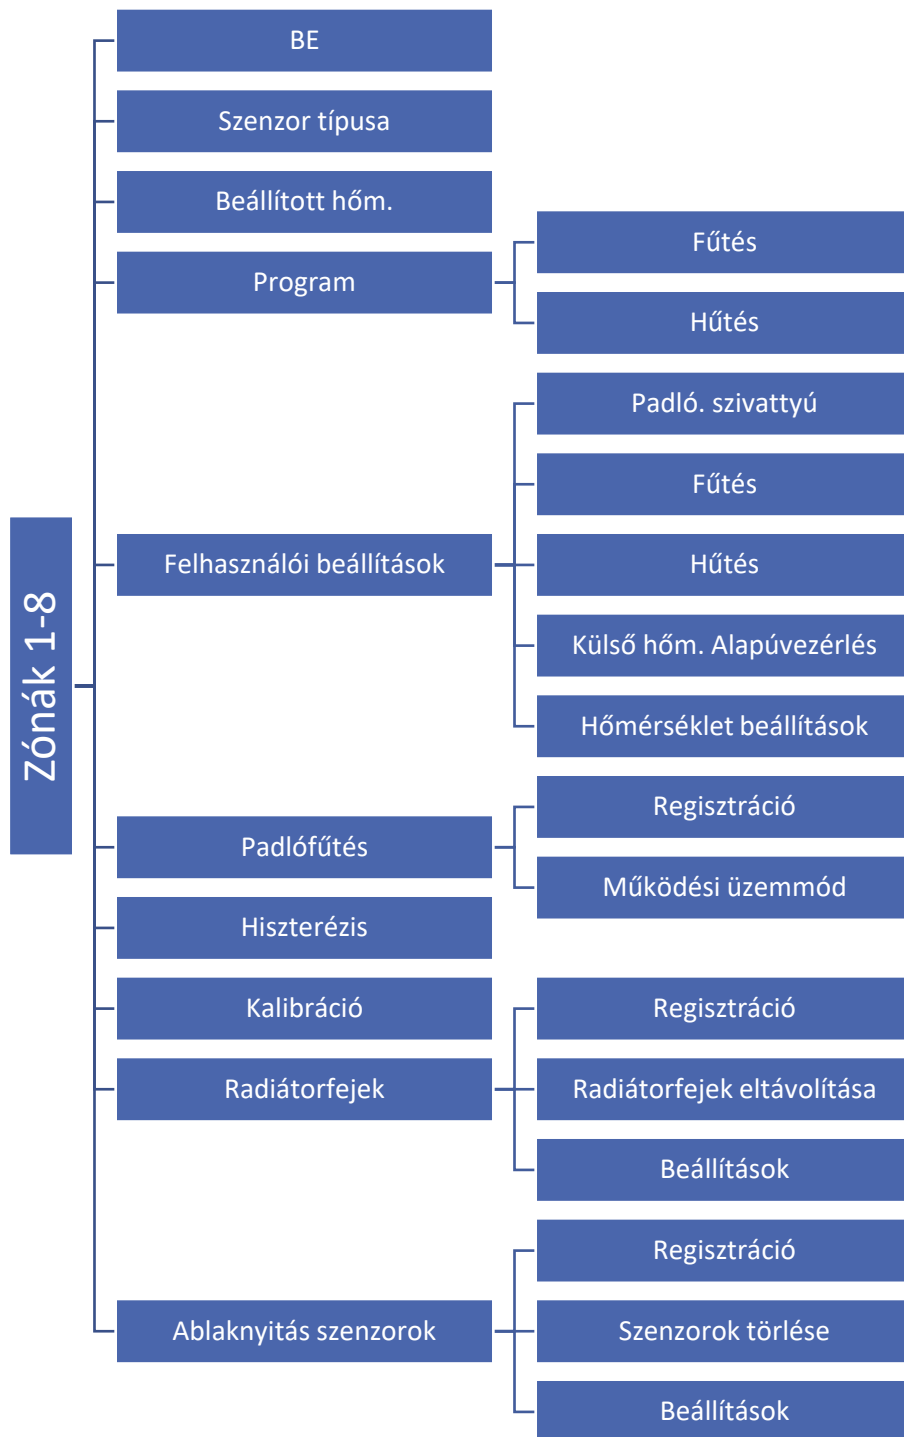 Zónák 1-8
BE
Szenzor típusa
Beállított hőm.
Program
Fűtés
Hűtés
Felhasználói beállítások
Padló. szivattyú
Fűtés
Hűtés
Külső hőm. Alapúvezérlés
Hőmérséklet beállítások
Padlófűtés
Regisztráció
Működési üzemmód
Hiszterézis
Kalibráció
Radiátorfejek
Regisztráció
Radiátorfejek eltávolítása
Beállítások
Ablaknyitás szenzorok
Regisztráció
Szenzorok törlése
Beállítások